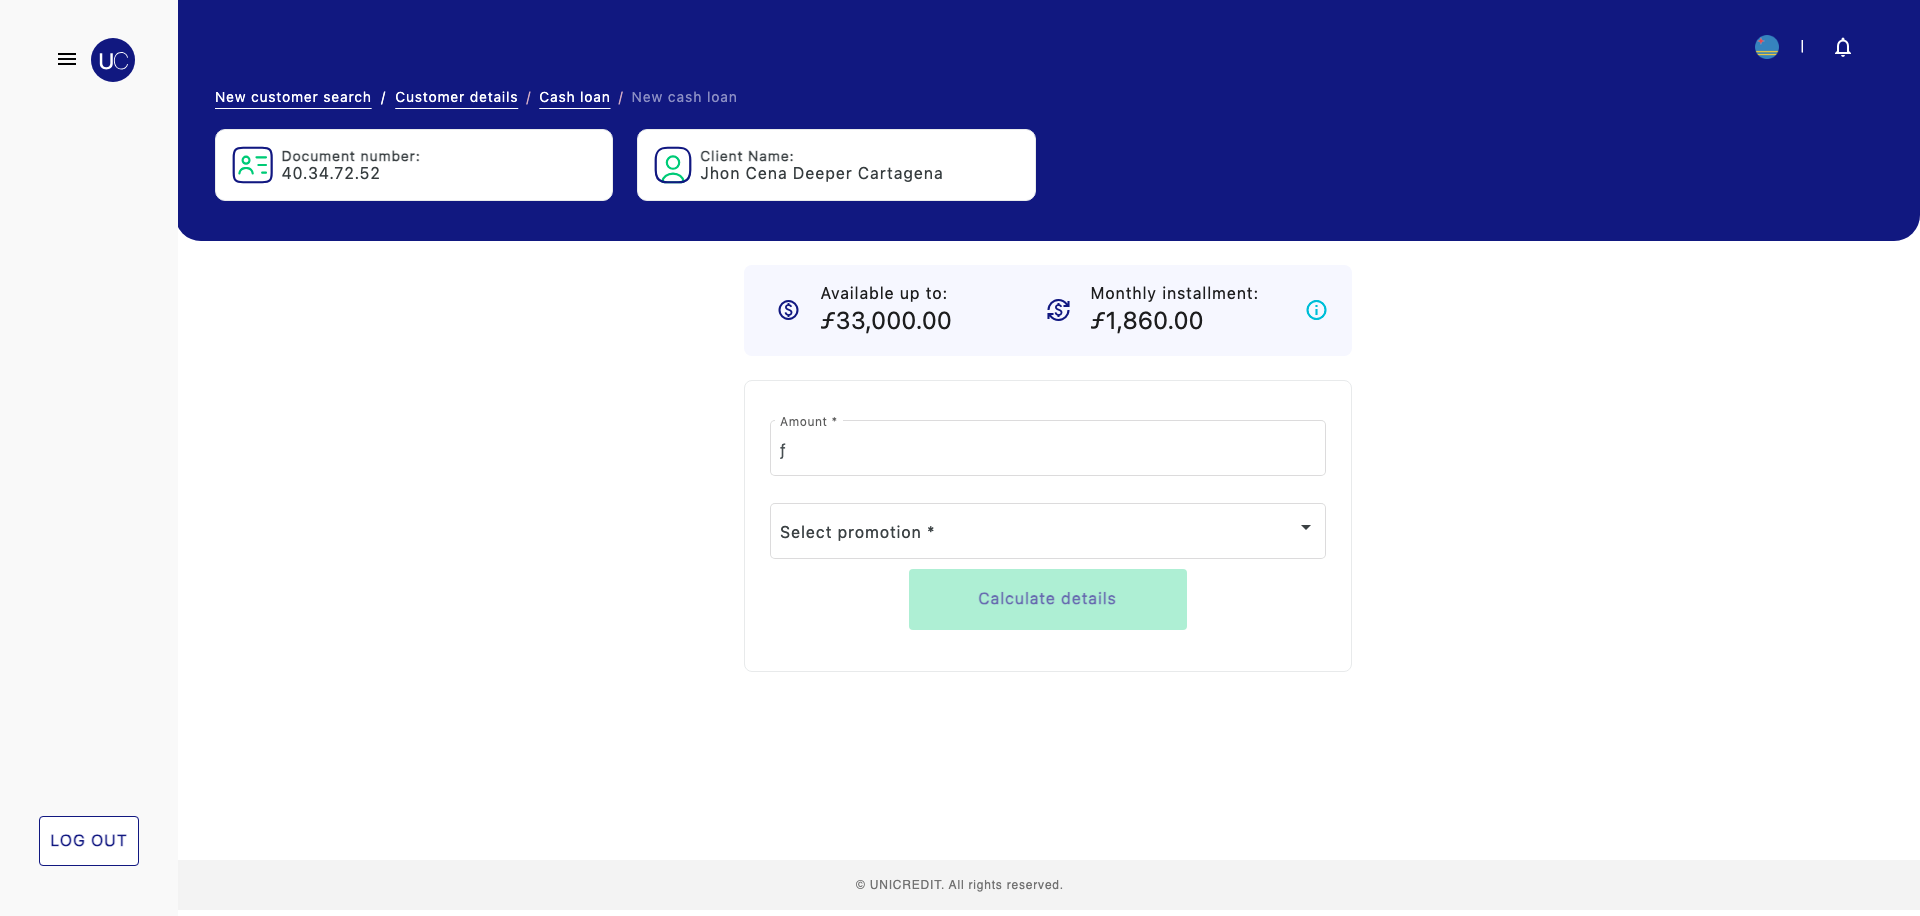 UC
New customer search / Customer details / Cash loan / New cash loan
Document number:
40.34.72.52
Client Name:
Jhon Cena Deeper Cartagena
Available up to:
ƒ33,000.00
Monthly installment:
ƒ1,860.00
Amount *
ƒ
Select promotion *
Calculate details
LOG OUT
© UNICREDIT. All rights reserved.